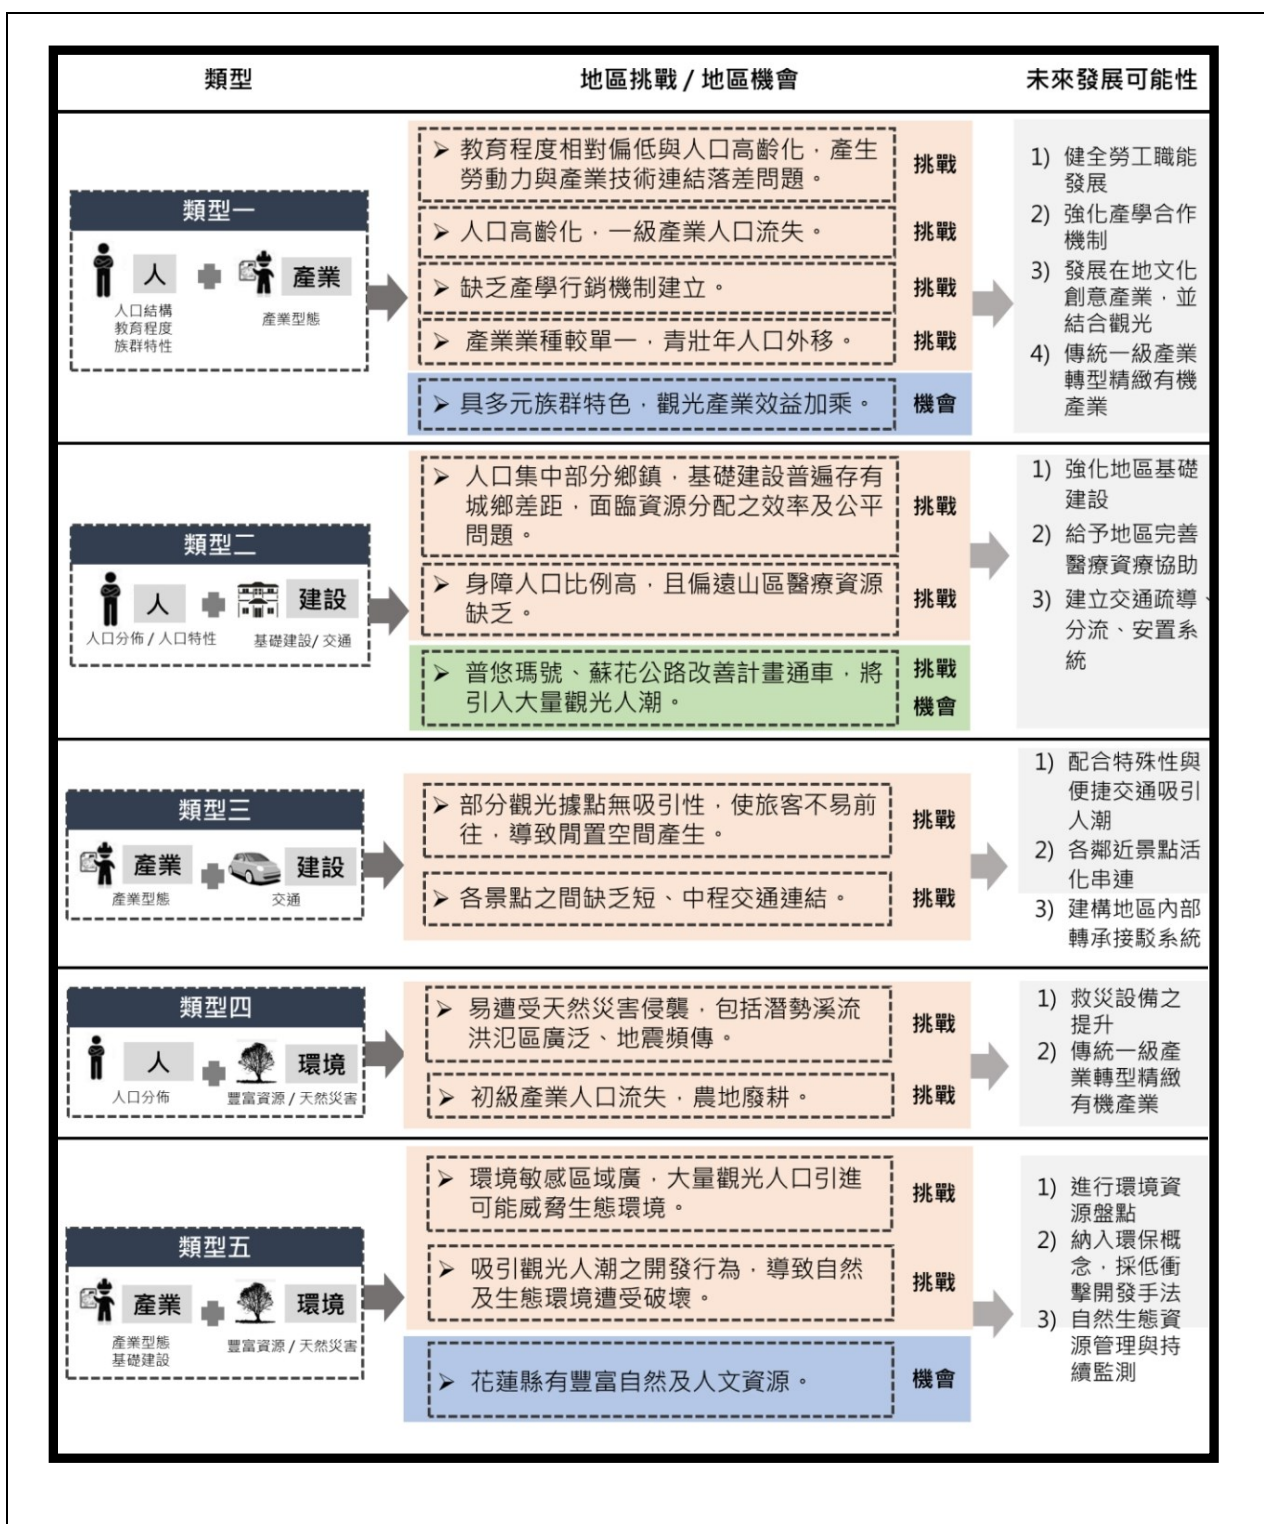 類型
地區挑戰 / 地區機會
未來發展可能性
類型一
人
產業
人口結構
教育程度
族群特性
產業型態
➢ 教育程度相對偏低與人口高齡化，產生
勞動力與產業技術連結落差問題。
挑戰
➢ 人口高齡化，一級產業人口流失。
挑戰
➢ 缺乏產學行銷機制建立。
挑戰
➢ 產業業種較單一，青壯年人口外移。
挑戰
➢ 具多元族群特色，觀光產業效益加乘。
機會
1) 健全勞工職能
發展
2) 強化產學合作
機制
3) 發展在地文化
創意產業，並
結合觀光
4) 傳統一級產業
轉型精緻有機
產業
類型二
人
建設
人口分佈 / 人口特性
基礎建設/ 交通
➢ 人口集中部分鄉鎮，基礎建設普遍存有
城鄉差距，面臨資源分配之效率及公平
問題。
挑戰
➢ 身障人口比例高，且偏遠山區醫療資源
缺乏。
挑戰
➢ 普悠瑪號、蘇花公路改善計畫通車，將
引入大量觀光人潮。
挑戰
機會
1) 強化地區基礎
建設
2) 給予地區完善
醫療資療協助
3) 建立交通疏導、
分流、安置系
統
類型三
產業
建設
產業型態
交通
➢ 部分觀光據點無吸引性，使旅客不易前
往，導致閒置空間產生。
挑戰
➢ 各景點之間缺乏短、中程交通連結。
挑戰
1) 配合特殊性與
便捷交通吸引
人潮
2) 各鄰近景點活
化串連
3) 建構地區內部
轉承接駁系統
類型四
人
環境
人口分佈
豐富資源 / 天然災害
➢ 易遭受天然災害侵襲，包括潛勢溪流
洪氾區廣泛、地震頻傳。
挑戰
➢ 初級產業人口流失，農地廢耕。
挑戰
1) 救災設備之
提升
2) 傳統一級產
業轉型精緻
有機產業
類型五
產業
環境
產業型態
基礎建設
豐富資源 / 天然災害
➢ 環境敏感區域廣，大量觀光人口引進
可能威脅生態環境。
挑戰
➢ 吸引觀光人潮之開發行為，導致自然
及生態環境遭受破壞。
挑戰
➢ 花蓮縣有豐富自然及人文資源。
機會
1) 進行環境資
源盤點
2) 納入環保概
念，採低衝
擊開發手法
3) 自然生態資
源管理與持
續監測